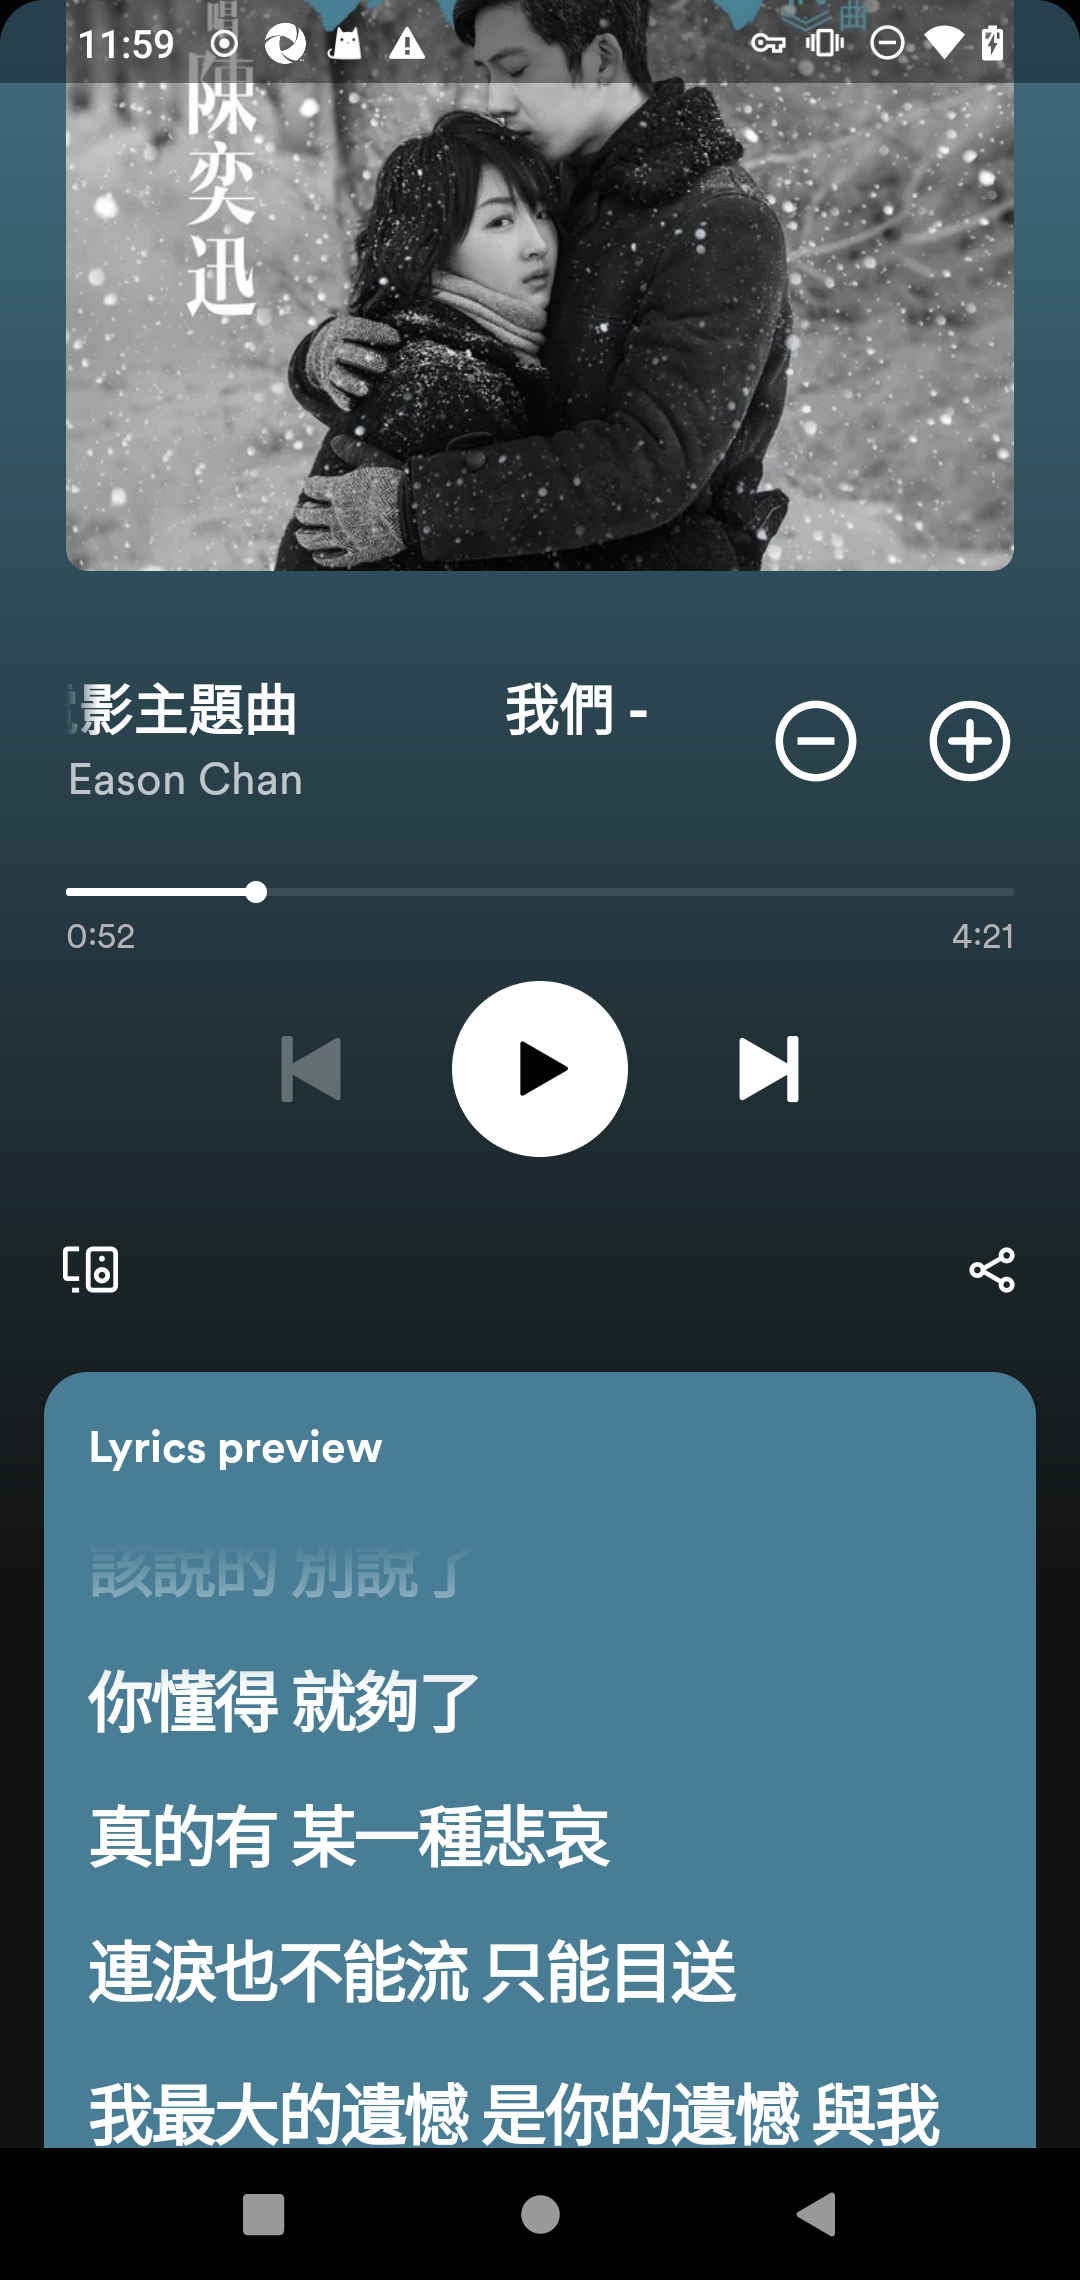 11:59
唱
陳奕迅
曲
影主題曲 我們 -
Eason Chan
0:52
4:21
Lyrics preview
該說的 別說了
你懂得 就夠了
真的有 某一種悲哀
連淚也不能流 只能目送
我最大的遺憾 是你的遺憾 與我